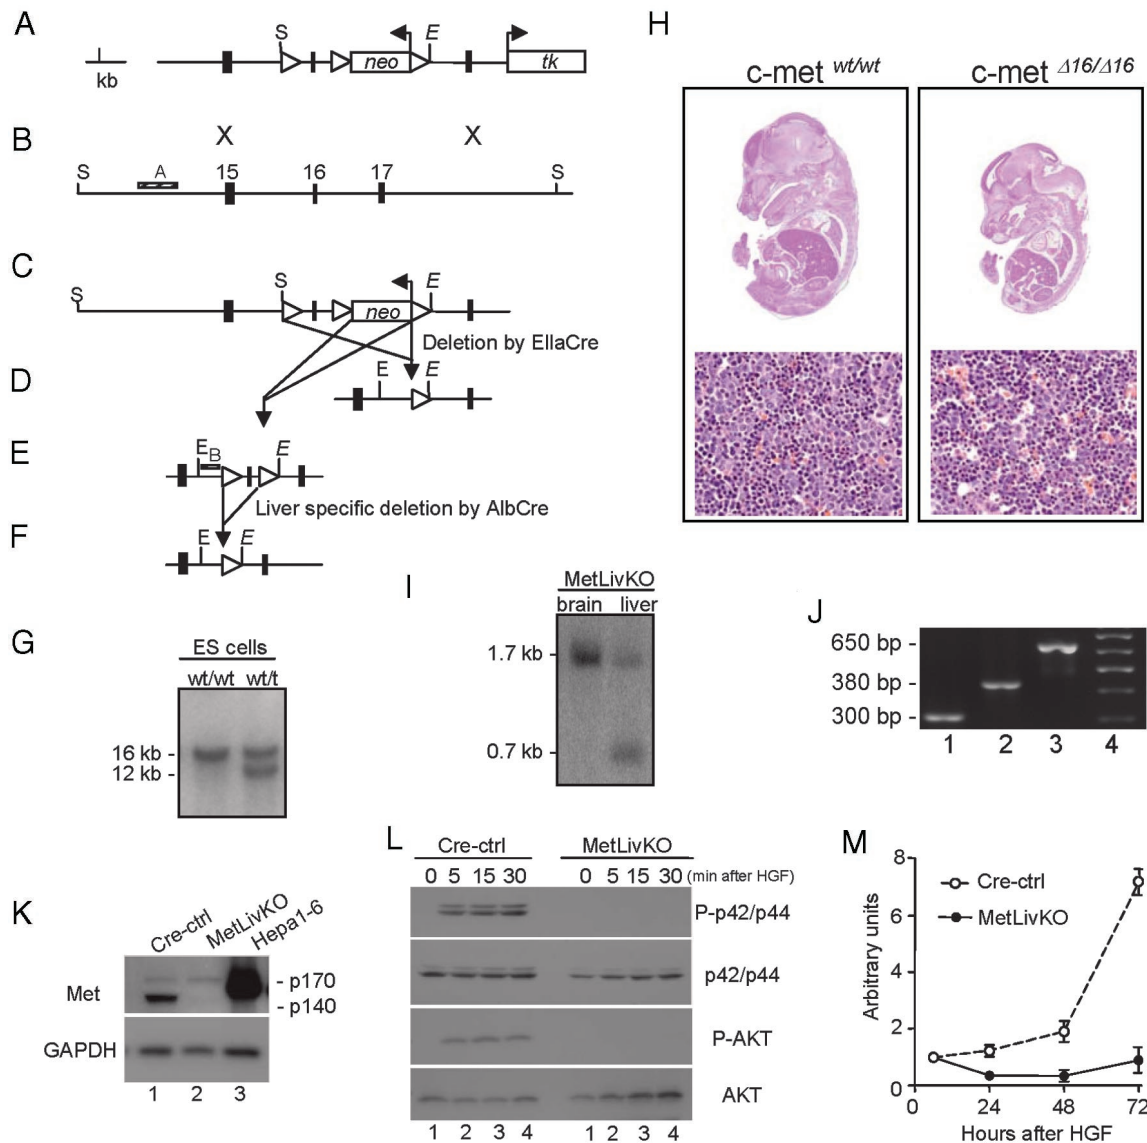 A
S
E
neo
tk
kb
B
X X
S A 15 16 17 S
C
S S E
neo
Deletion by EIIaCre
D
E E
E
E B E
Liver specific deletion by AlbCre
F
E E
G
ES cells
wt/wt wt/t
16 kb -
12 kb -
H
c-met wt/wt
c-met Δ16/Δ16
I
MetLivKO
brain liver
1.7 kb -
0.7 kb -
J
650 bp -
380 bp -
300 bp -
1 2 3 4
K
Cre-ctrl
MetLivKO
Hepa1-6
Met
- p170
- p140
GAPDH
1 2 3
L
Cre-ctrl MetLivKO
0 5 15 30 0 5 15 30 (min after HGF)
P-p42/p44
p42/p44
P-AKT
AKT
1 2 3 4 1 2 3 4
M
8
6
4
2
0
Arbitrary units
Cre-ctrl
MetLivKO
0 24 48 72
Hours after HGF